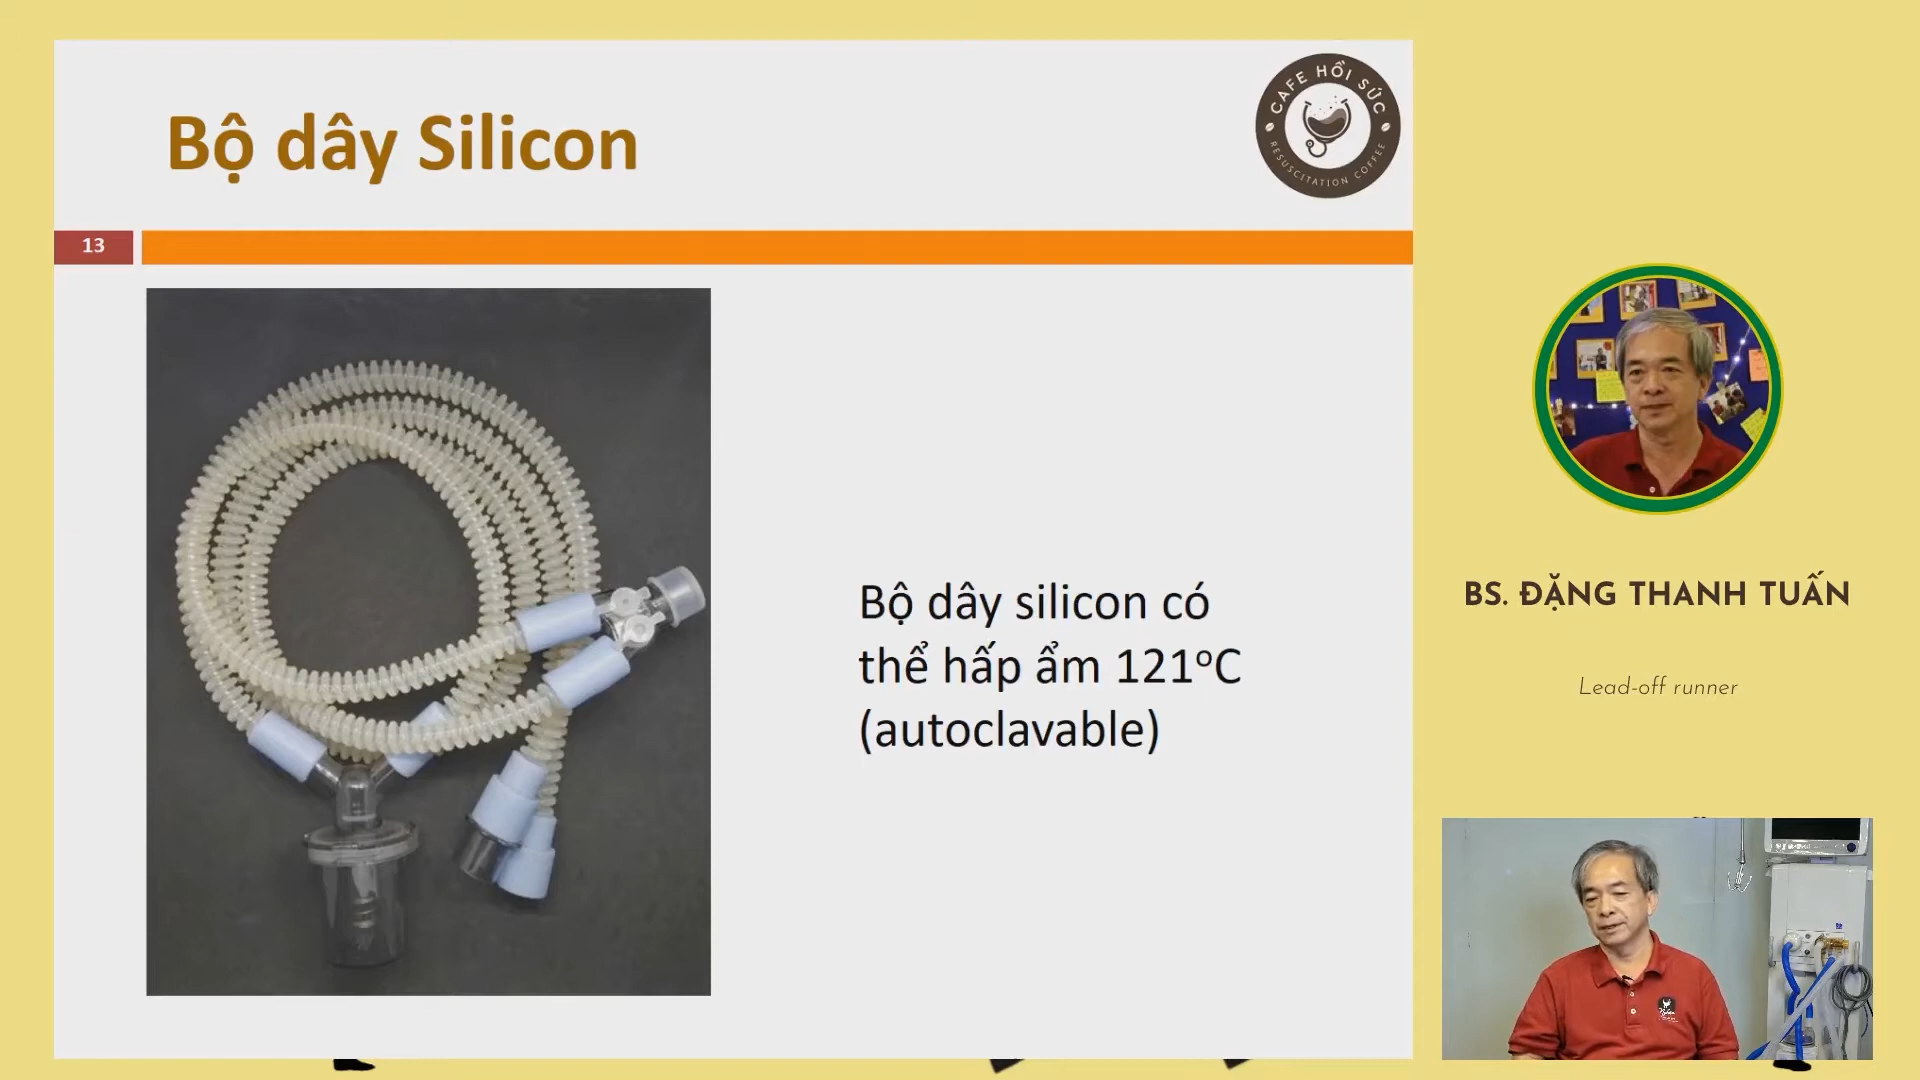 Bộ dây Silicon
CAFE HỒI SỨC
RESUSCITATION COFFEE
13
Bộ dây silicon có
thể hấp ẩm 121ºC
(autoclavable)
BS. ĐẶNG THANH TUẤN
Lead-off runner